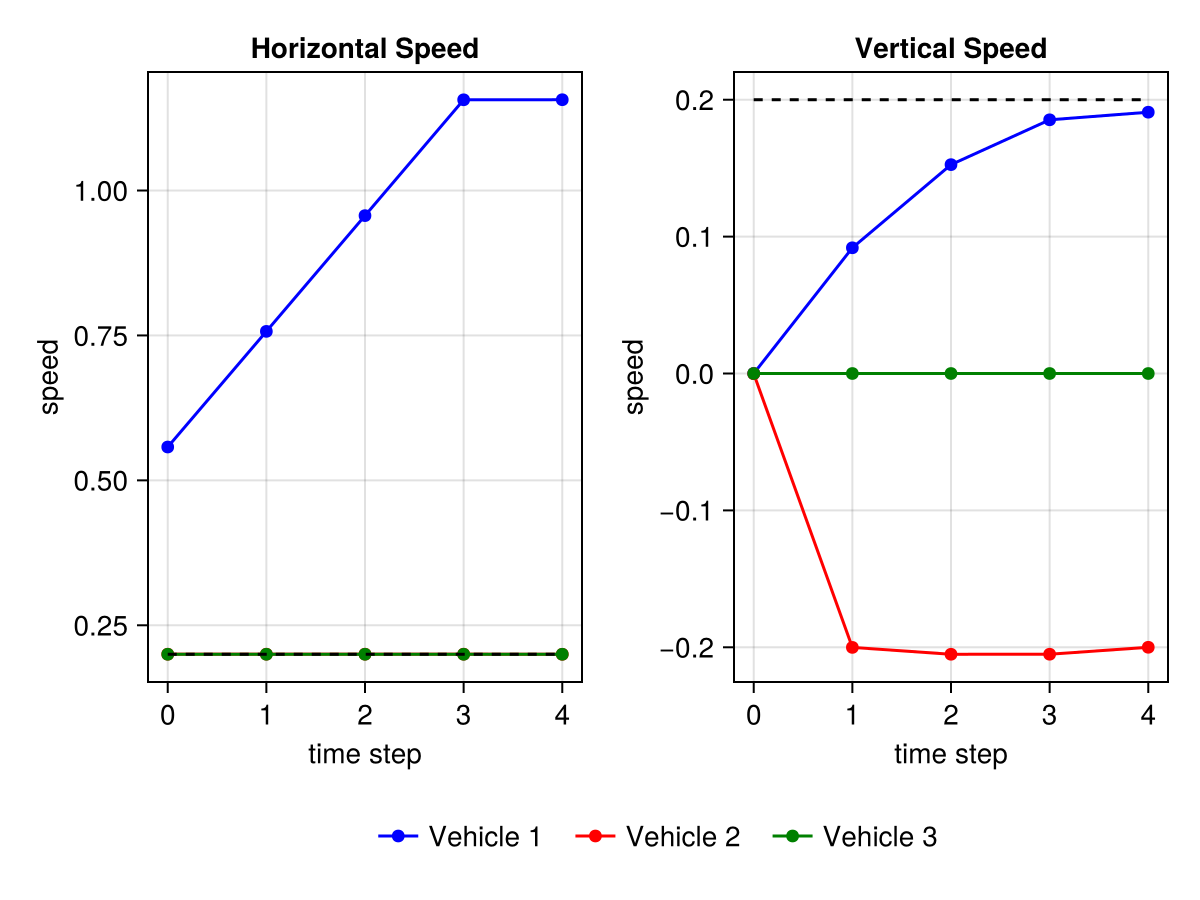 Horizontal Speed
1.00
0.75
0.50
0.25
speed
0 1 2 3 4
time step
Vertical Speed
0.2
0.1
0.0
−0.1
−0.2
speed
0 1 2 3 4
time step
Vehicle 1 Vehicle 2 Vehicle 3